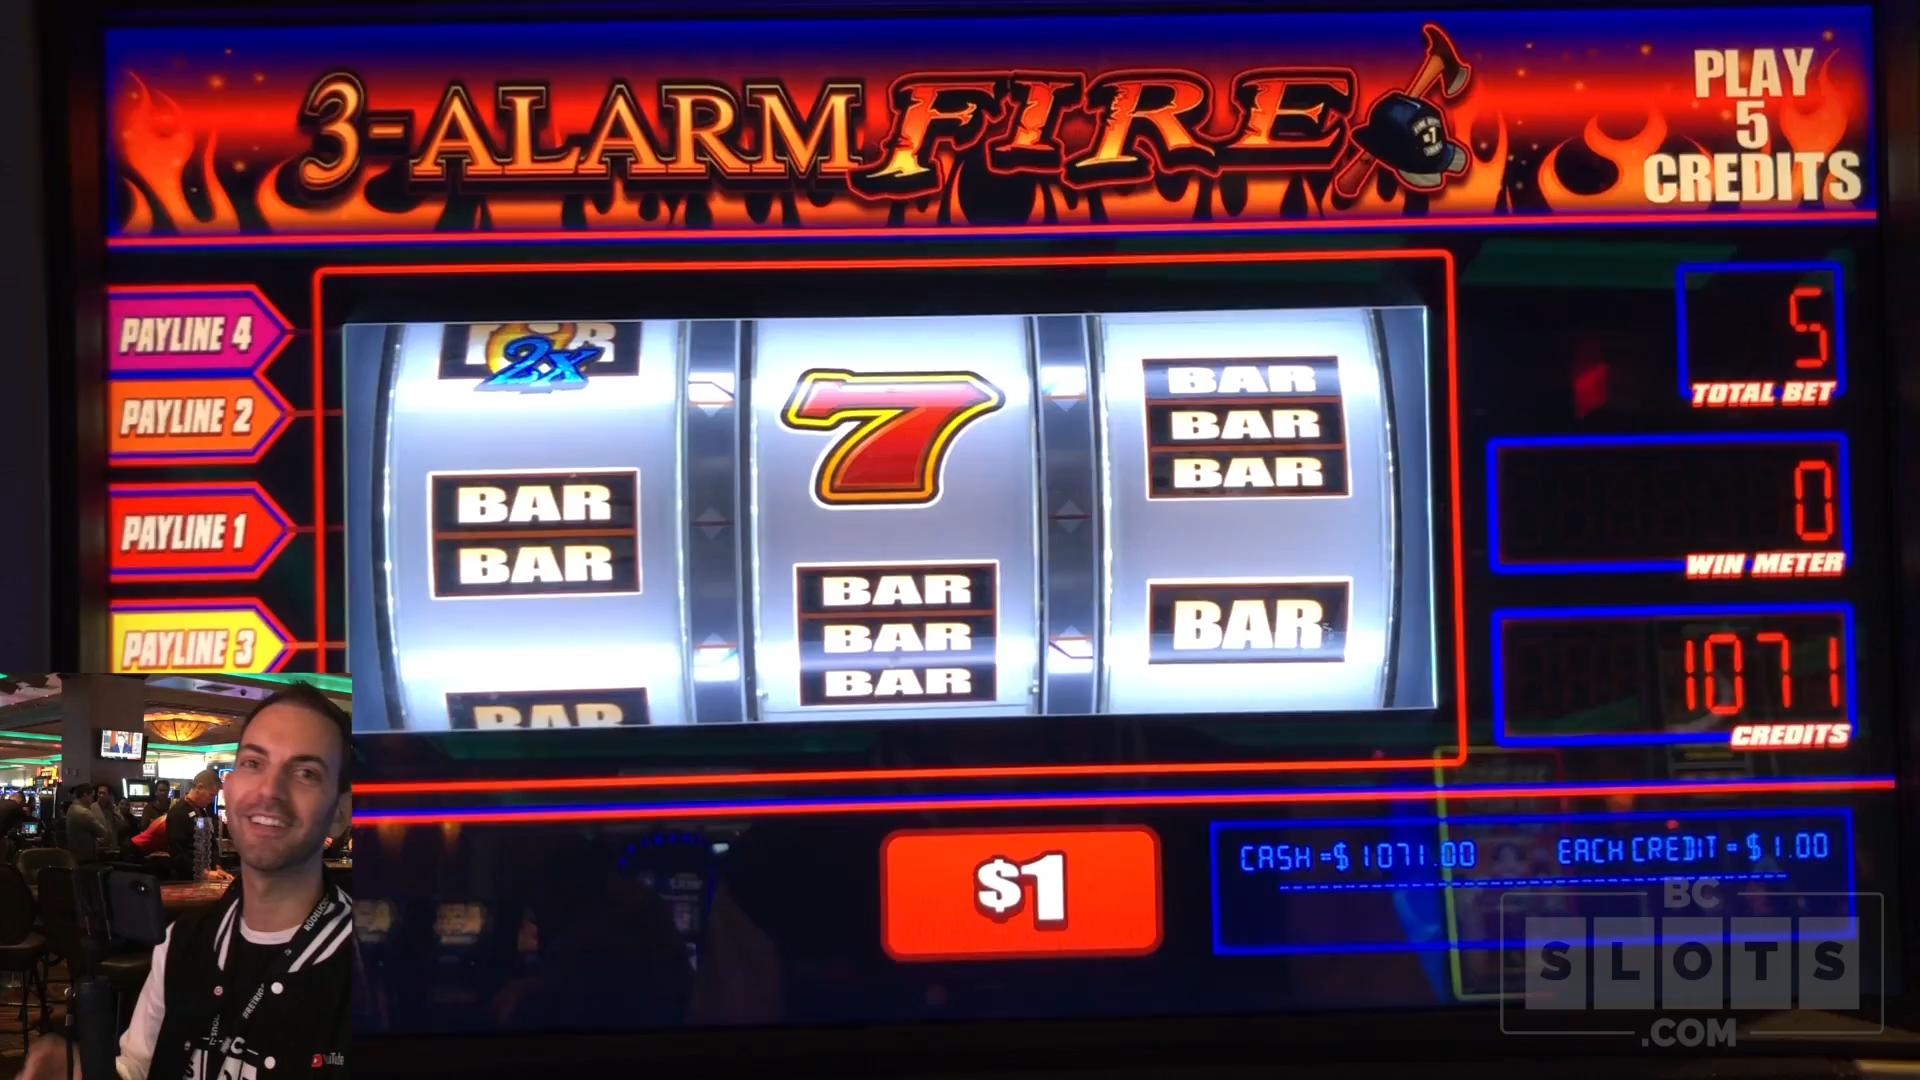 3-ALARM FIRE
7
PLAY
5
CREDITS
PAYLINE 4
PAYLINE 2
PAYLINE 1
PAYLINE 3
2x
BAR
BAR
BAR
7
BAR
BAR
BAR
BAR
BAR
BAR
BAR
5
TOTAL BET
0
WIN METER
1071
CREDITS
$1
CASH =$ 1071.00
EACH CREDIT = $ 1.00
BC
SLOTS
.COM
YouTube